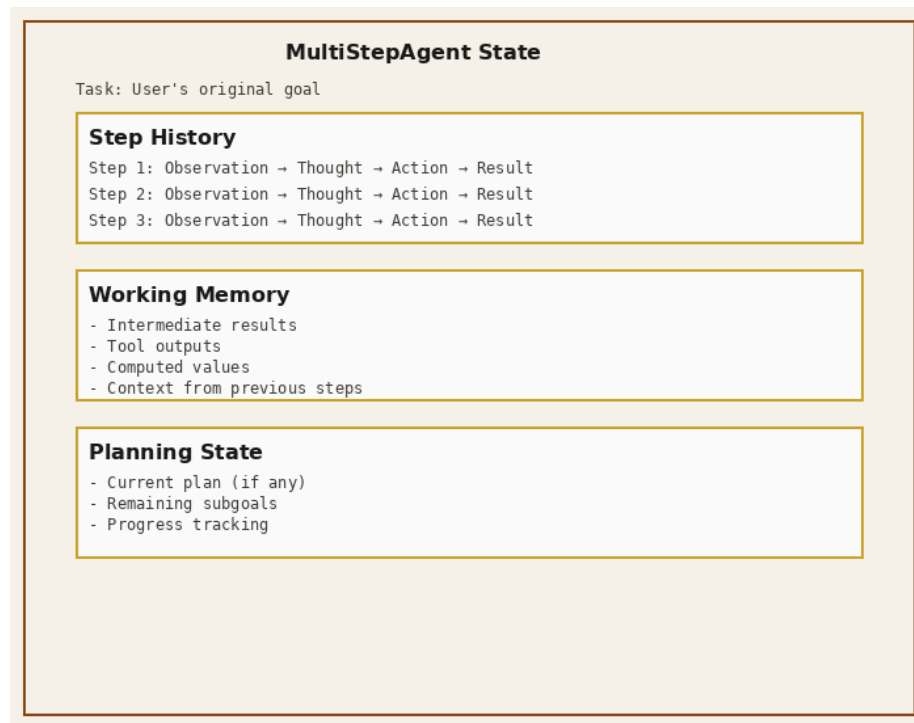 MultiStepAgent State
Task: User's original goal
Step History
Step 1: Observation → Thought → Action → Result
Step 2: Observation → Thought → Action → Result
Step 3: Observation → Thought → Action → Result
Working Memory
- Intermediate results
- Tool outputs
- Computed values
- Context from previous steps
Planning State
- Current plan (if any)
- Remaining subgoals
- Progress tracking